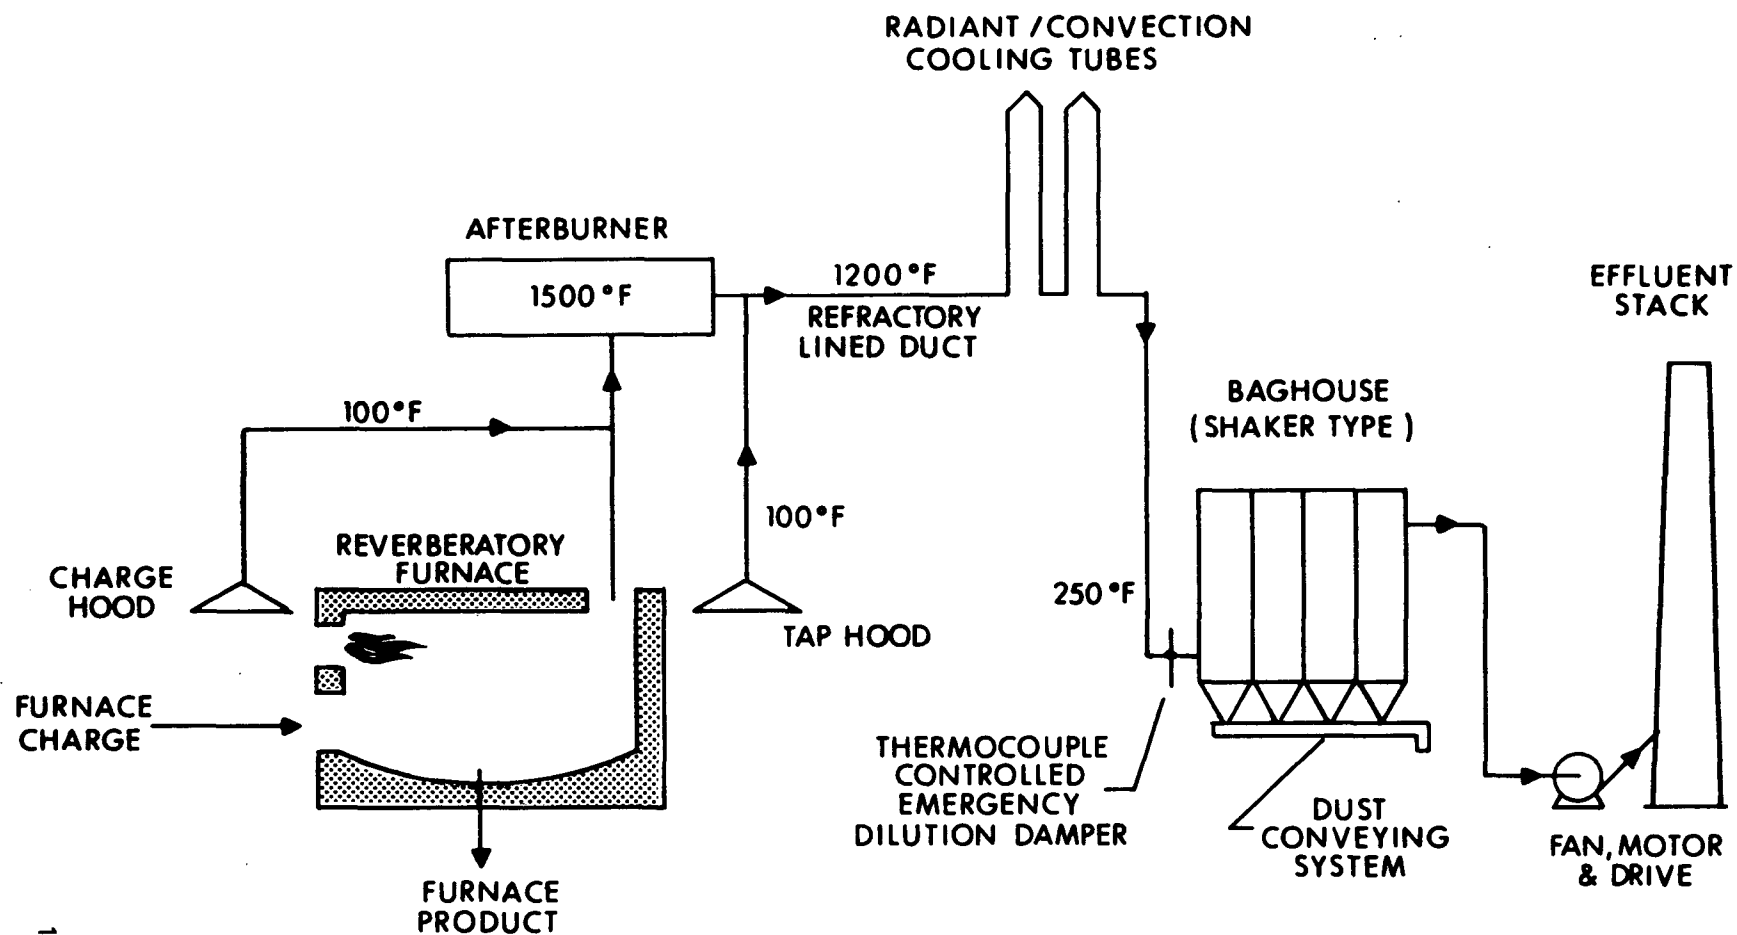 RADIANT / CONVECTION
COOLING TUBES
AFTERBURNER
1500°F
1200°F
REFRACTORY
LINED DUCT
EFFLUENT
STACK
BAGHOUSE
(SHAKER TYPE)
100°F
100°F
REVERBERATORY
FURNACE
CHARGE
HOOD
TAP HOOD
250°F
FURNACE
CHARGE
THERMOCOUPLE
CONTROLLED
EMERGENCY
DILUTION DAMPER
DUST
CONVEYING
SYSTEM
FAN, MOTOR
& DRIVE
FURNACE
PRODUCT
1